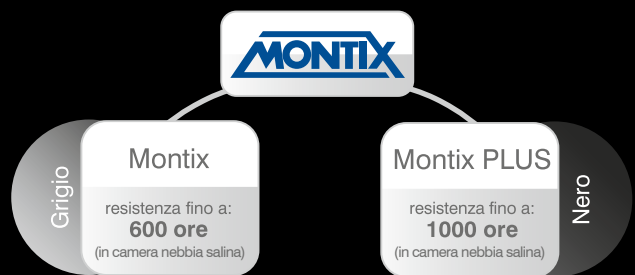 MONTIX
Grigio
Montix
resistenza fino a:
600 ore
(in camera nebbia salina)
Montix PLUS
resistenza fino a:
1000 ore
(in camera nebbia salina)
Nero